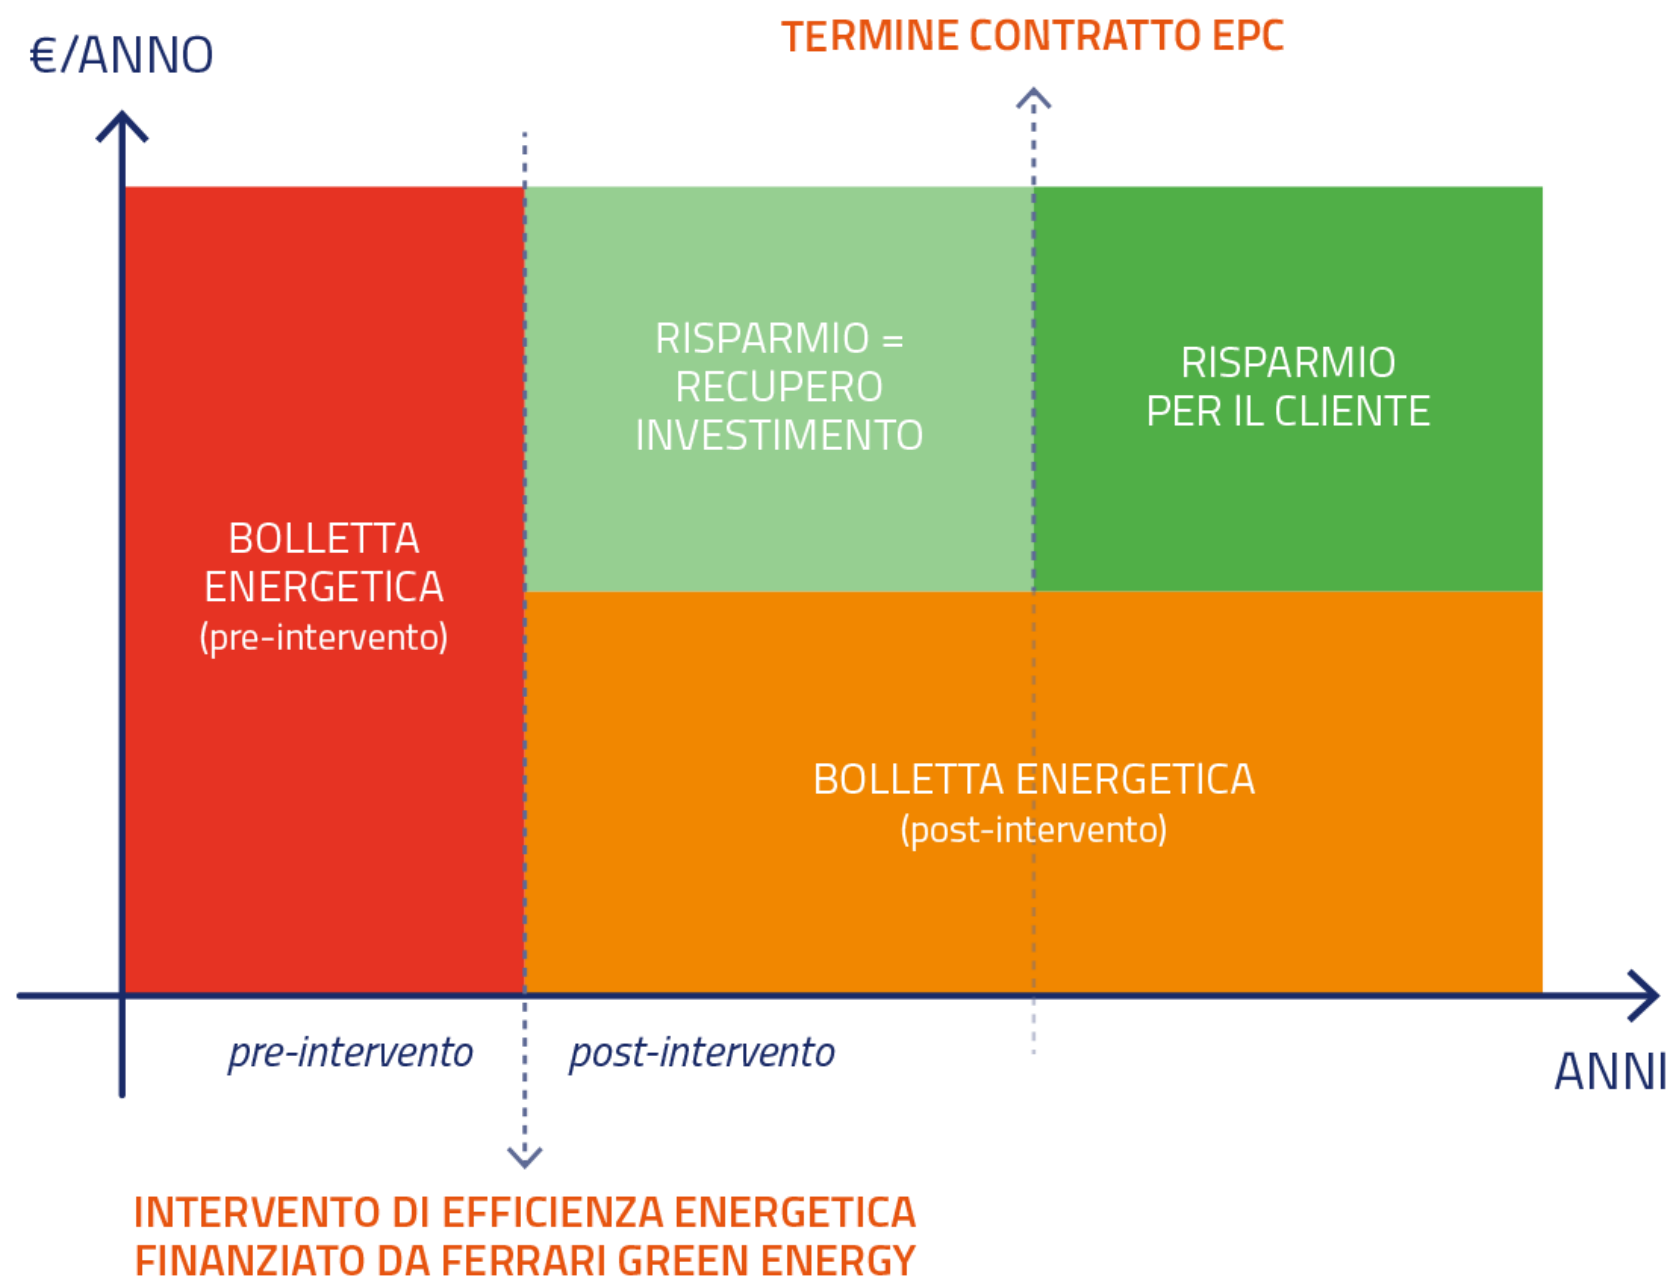 TERMINE CONTRATTO EPC
€/ANNO
RISPARMIO =
RECUPERO
INVESTIMENTO
RISPARMIO
PER IL CLIENTE
BOLLETTA
ENERGETICA
(pre-intervento)
BOLLETTA ENERGETICA
(post-intervento)
pre-intervento
post-intervento
ANNI
INTERVENTO DI EFFICIENZA ENERGETICA
FINANZIATO DA FERRARI GREEN ENERGY